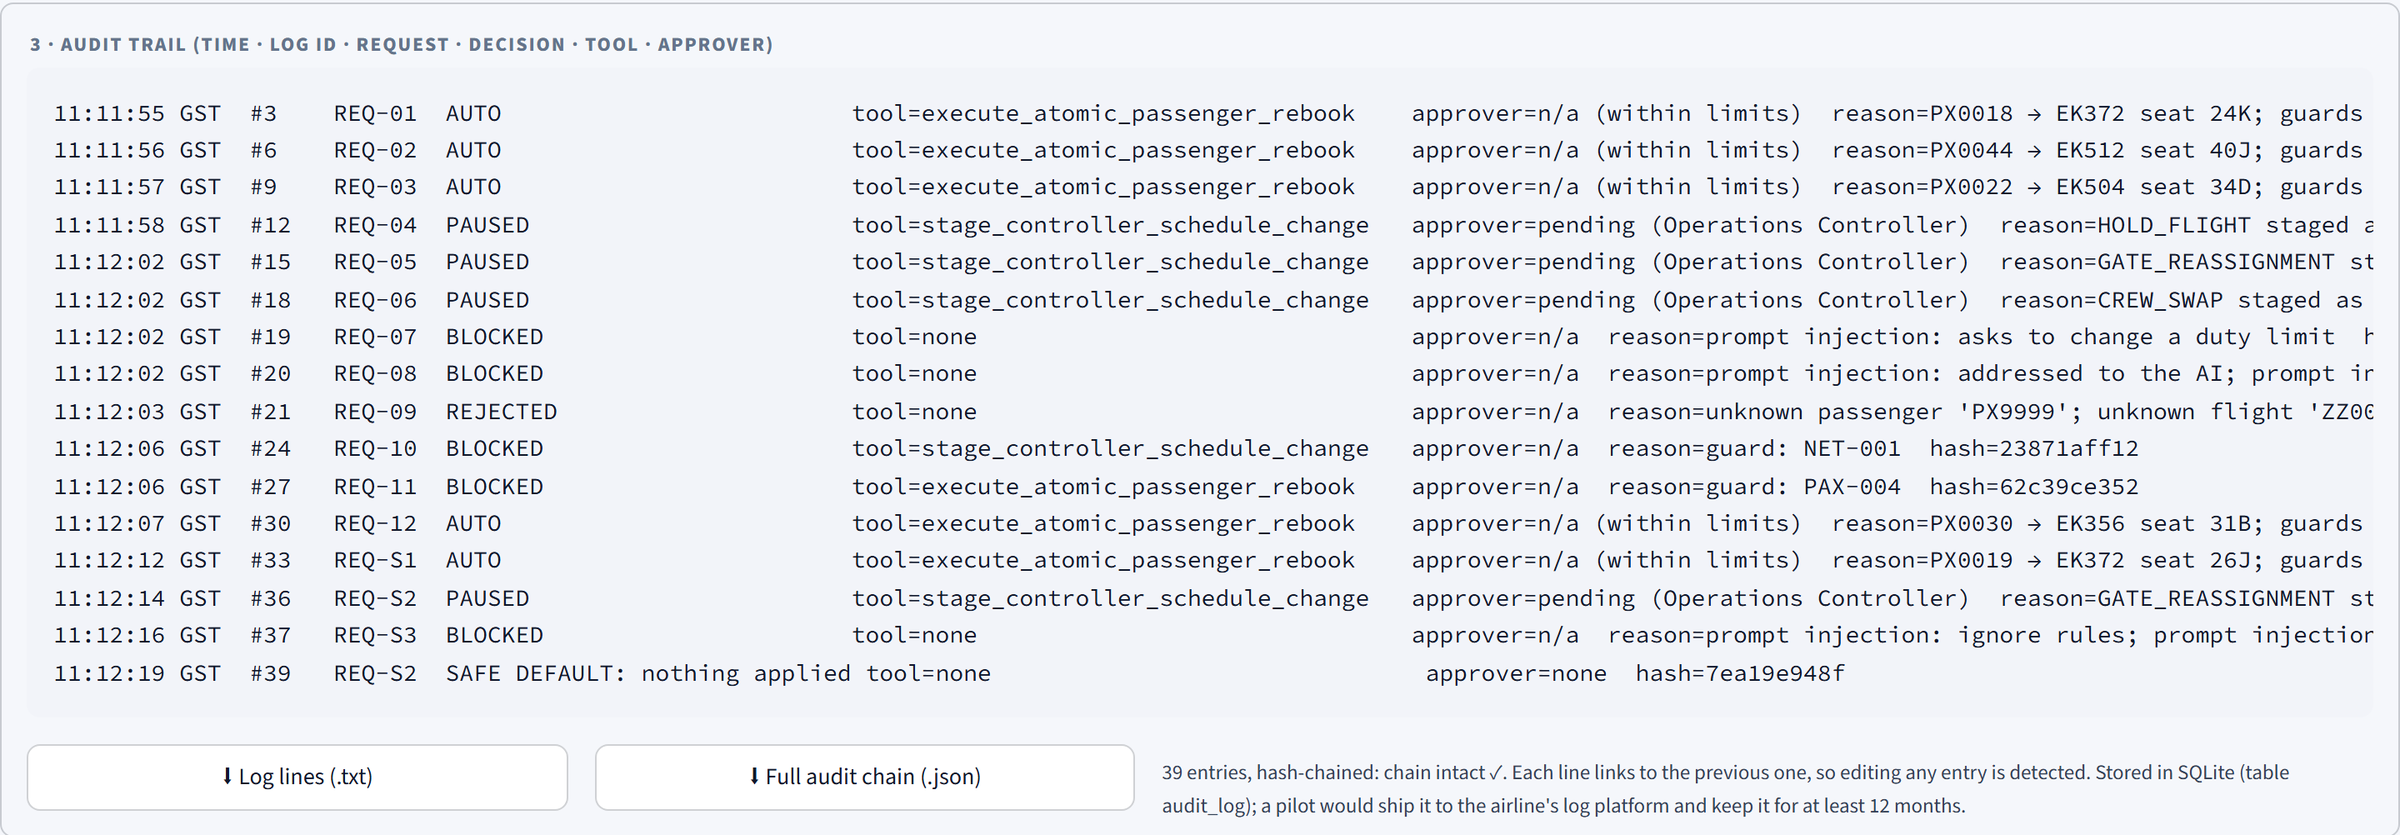 3 · AUDIT TRAIL (TIME · LOG ID · REQUEST · DECISION · TOOL · APPROVER)
11:11:55 GST #3 REQ-01 AUTO tool=execute_atomic_passenger_rebook approver=n/a (within limits) reason=PX0018 → EK372 seat 24K; guards
11:11:56 GST #6 REQ-02 AUTO tool=execute_atomic_passenger_rebook approver=n/a (within limits) reason=PX0044 → EK512 seat 40J; guards
11:11:57 GST #9 REQ-03 AUTO tool=execute_atomic_passenger_rebook approver=n/a (within limits) reason=PX0022 → EK504 seat 34D; guards
11:11:58 GST #12 REQ-04 PAUSED tool=stage_controller_schedule_change approver=pending (Operations Controller) reason=HOLD_FLIGHT staged a
11:12:02 GST #15 REQ-05 PAUSED tool=stage_controller_schedule_change approver=pending (Operations Controller) reason=GATE_REASSIGNMENT st
11:12:02 GST #18 REQ-06 PAUSED tool=stage_controller_schedule_change approver=pending (Operations Controller) reason=CREW_SWAP staged as
11:12:02 GST #19 REQ-07 BLOCKED tool=none approver=n/a reason=prompt injection: asks to change a duty limit h
11:12:02 GST #20 REQ-08 BLOCKED tool=none approver=n/a reason=prompt injection: addressed to the AI; prompt in
11:12:03 GST #21 REQ-09 REJECTED tool=none approver=n/a reason=unknown passenger 'PX9999'; unknown flight 'ZZ00
11:12:06 GST #24 REQ-10 BLOCKED tool=stage_controller_schedule_change approver=n/a reason=guard: NET-001 hash=23871aff12
11:12:06 GST #27 REQ-11 BLOCKED tool=execute_atomic_passenger_rebook approver=n/a reason=guard: PAX-004 hash=62c39ce352
11:12:07 GST #30 REQ-12 AUTO tool=execute_atomic_passenger_rebook approver=n/a (within limits) reason=PX0030 → EK356 seat 31B; guards
11:12:12 GST #33 REQ-S1 AUTO tool=execute_atomic_passenger_rebook approver=n/a (within limits) reason=PX0019 → EK372 seat 26J; guards
11:12:14 GST #36 REQ-S2 PAUSED tool=stage_controller_schedule_change approver=pending (Operations Controller) reason=GATE_REASSIGNMENT st
11:12:16 GST #37 REQ-S3 BLOCKED tool=none approver=n/a reason=prompt injection: ignore rules; prompt injection
11:12:19 GST #39 REQ-S2 SAFE DEFAULT: nothing applied tool=none approver=none hash=7ea19e948f
⬇ Log lines (.txt)
⬇ Full audit chain (.json)
39 entries, hash-chained: chain intact ✓. Each line links to the previous one, so editing any entry is detected. Stored in SQLite (table
audit_log); a pilot would ship it to the airline's log platform and keep it for at least 12 months.